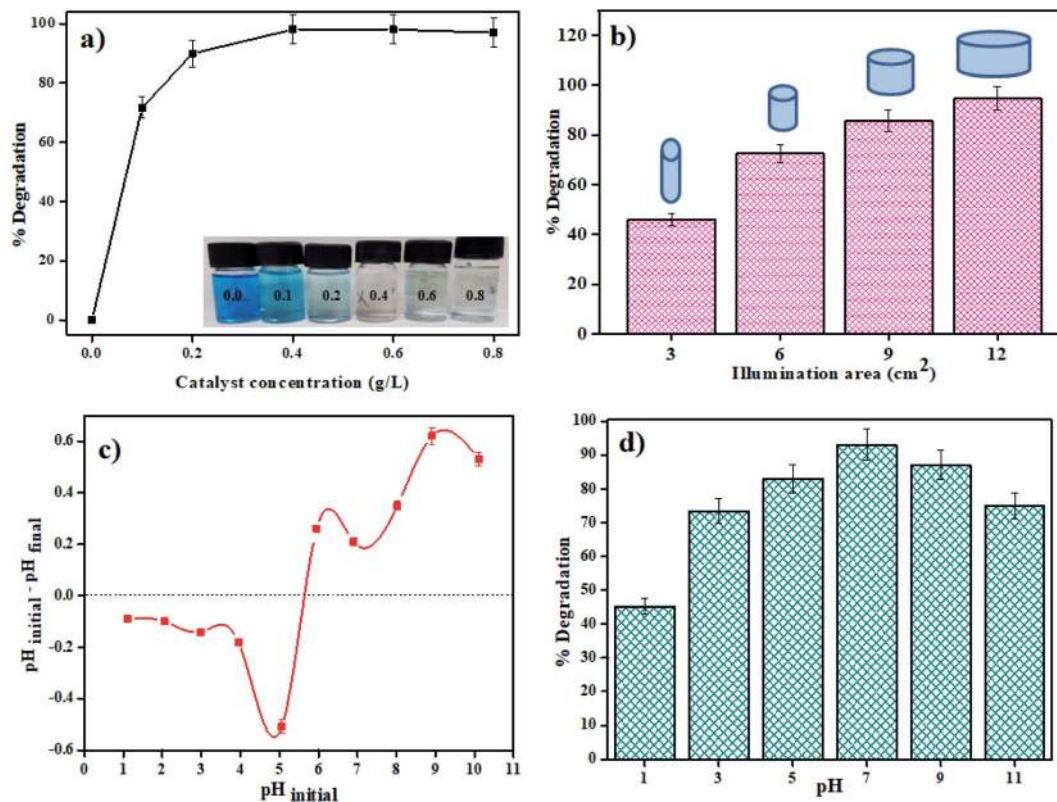 a)
100
80
60
40
20
0
% Degradation
0.0 0.1 0.2 0.4 0.6 0.8
0.0 0.2 0.4 0.6 0.8
Catalyst concentration (g/L)
b)
120
100
80
60
40
20
0
% Degradation
3 6 9 12
Illumination area (cm²)
c)
0.6
0.4
0.2
0.0
-0.2
-0.4
-0.6
pH initial - pH final
0 1 2 3 4 5 6 7 8 9 10 11
pH initial
d)
100
90
80
70
60
50
40
30
20
10
0
% Degradation
1 3 5 7 9 11
pH